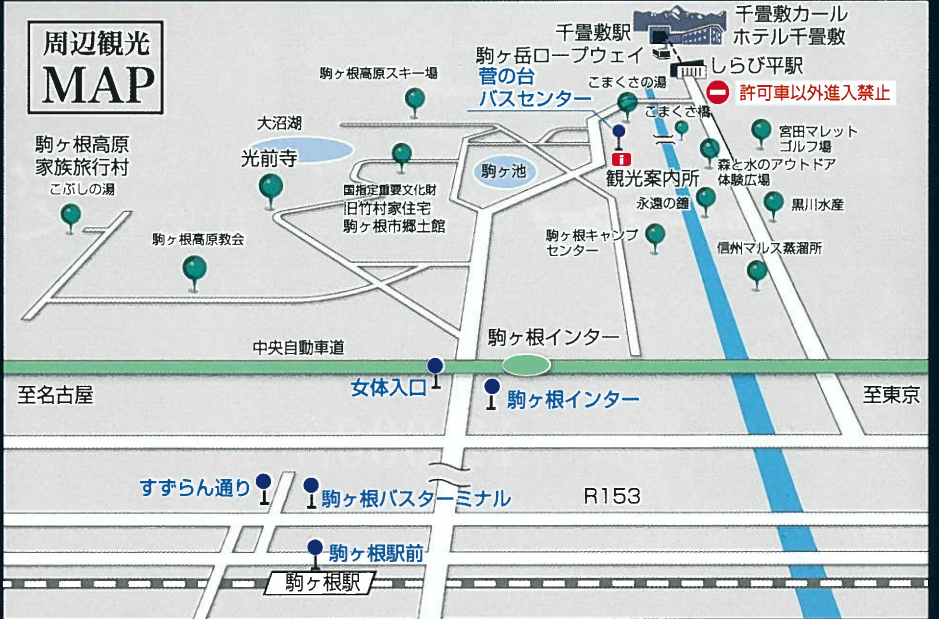 周辺観光
MAP
千畳敷カール
ホテル千畳敷
千畳敷駅
駒ヶ岳ロープウェイ
しらび平駅
許可車以外進入禁止
菅の台
バスセンター
こまくさの湯
こまくさ橋
駒ヶ根高原スキー場
大沼湖
光前寺
駒ヶ根高原
家族旅行村
こぶしの湯
国指定重要文化財
旧竹村家住宅
駒ヶ根市郷土館
駒ヶ池
i
観光案内所
宮田マレット
ゴルフ場
森と水のアウトドア
体験広場
永遠の鐘
黒川水産
駒ヶ根高原教会
駒ヶ根キャンプ
センター
信州マルス蒸溜所
中央自動車道
駒ヶ根インター
至名古屋
女体入口
駒ヶ根インター
至東京
すずらん通り
駒ヶ根バスターミナル
R153
駒ヶ根駅前
駒ヶ根駅